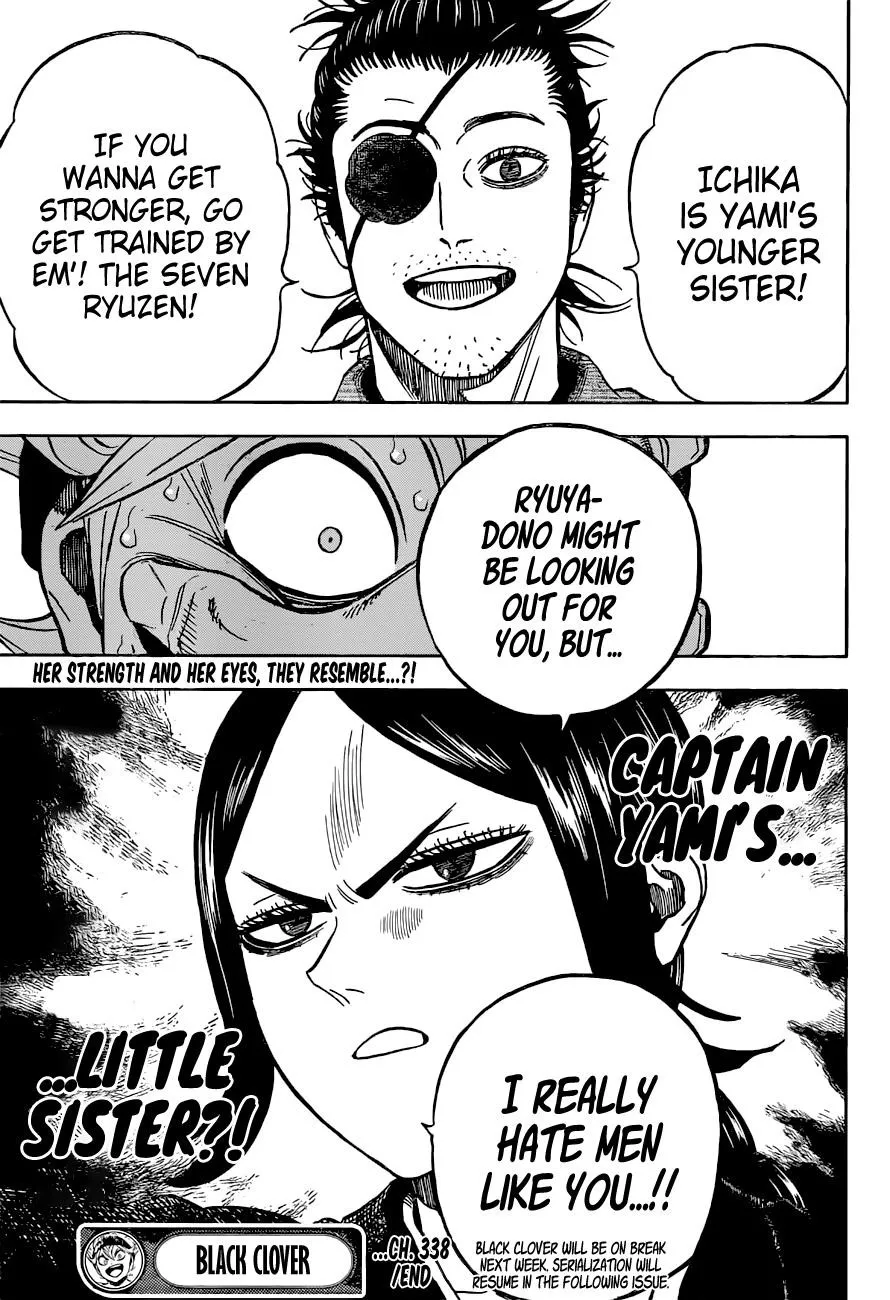 ICHIKA
IS YAMI'S
YOUNGER
SISTER!
IF YOU
WANNA GET
STRONGER, GO
GET TRAINED BY
EM'! THE SEVEN
RYUZEN!
RYUYA-
DONO MIGHT
BE LOOKING
OUT FOR
YOU, BUT...
HER STRENGTH AND HER EYES, THEY RESEMBLE...?!
CAPTAIN
YAMI'S...
...LITTLE
SISTER?!
I REALLY
HATE MEN
LIKE YOU...!!
BLACK CLOVER
...CH. 338
/END
BLACK CLOVER WILL BE ON BREAK
NEXT WEEK. SERIALIZATION WILL
RESUME IN THE FOLLOWING ISSUE.